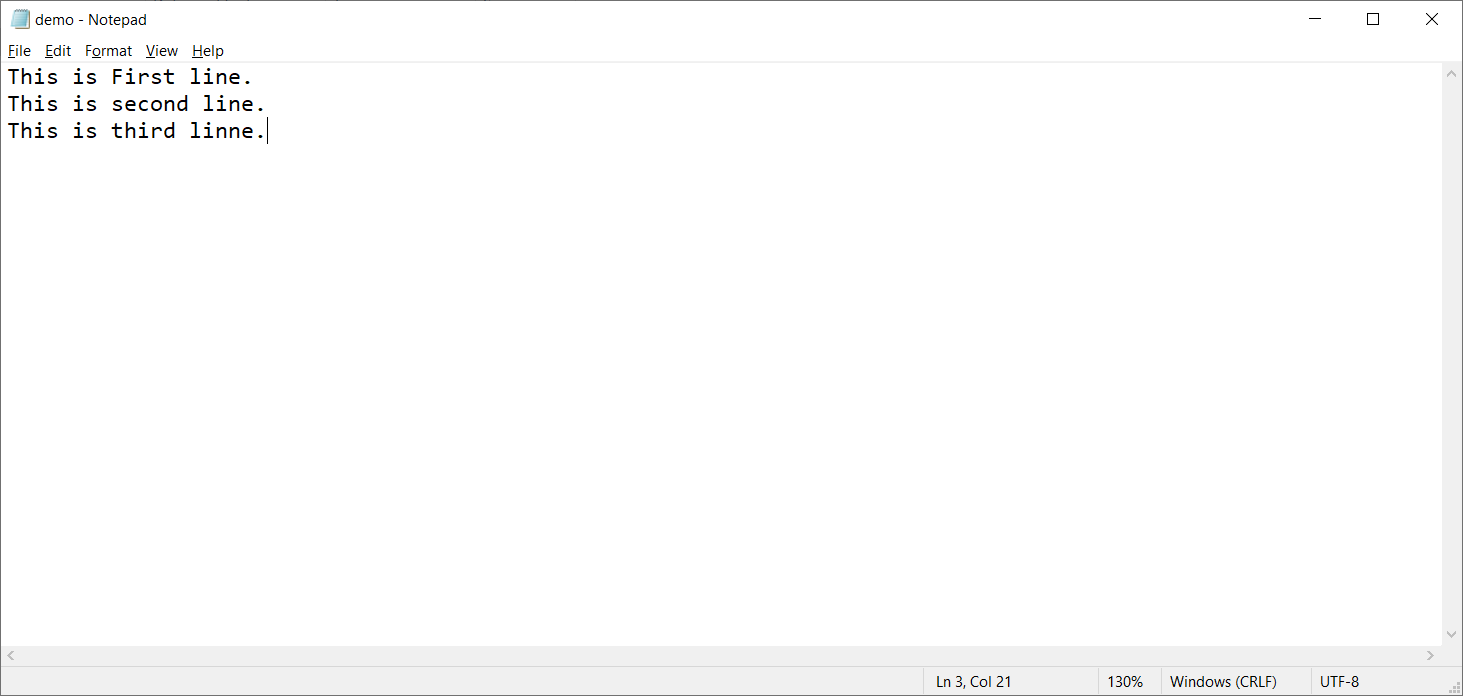 demo - Notepad
File Edit Format View Help
This is First line.
This is second line.
This is third linne.
Ln 3, Col 21 130% Windows (CRLF) UTF-8